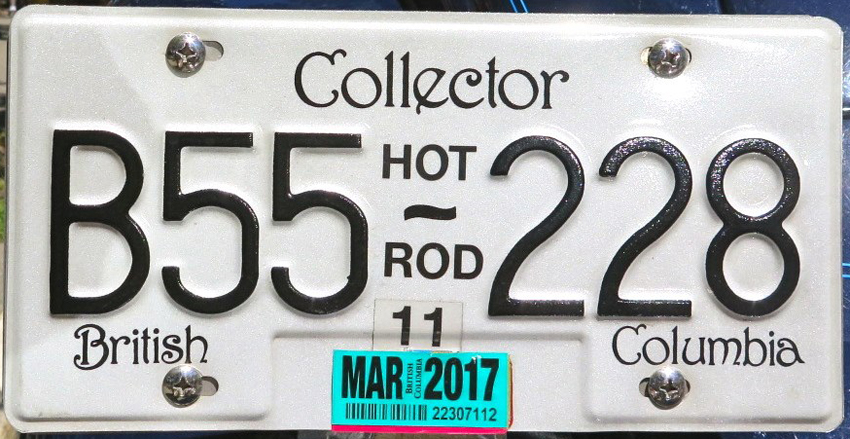 Collector
B55 HOT ~ ROD 228
British Columbia
11
MAR BRITISH COLUMBIA 2017
22307112